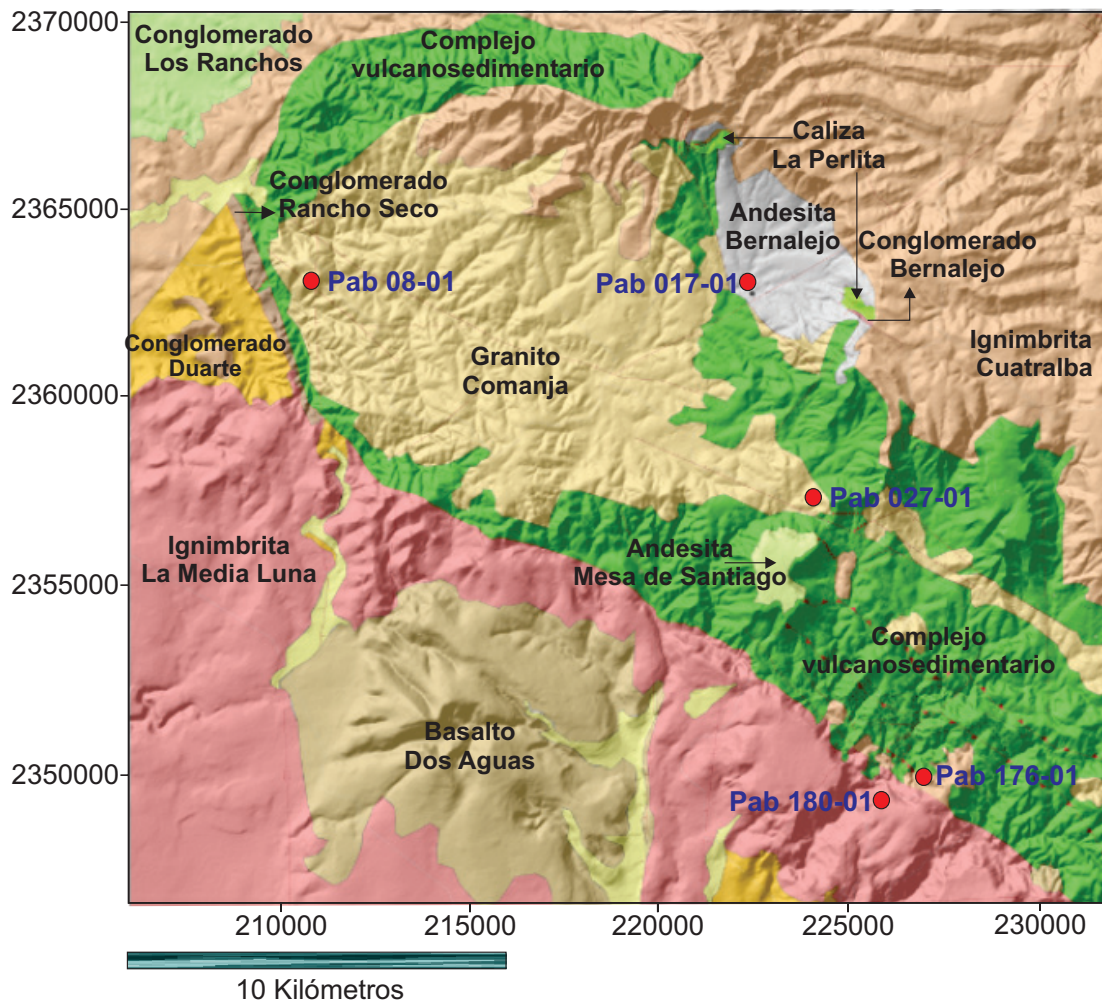 2370000
Conglomerado
Los Ranchos
Complejo
vulcanosedimentario
Caliza
La Perlita
2365000
Conglomerado
Rancho Seco
Andesita
Bernalejo
Conglomerado
Bernalejo
Pab 08-01
Pab 017-01
Conglomerado
Duarte
Granito
Comanja
Ignimbrita
Cuatralba
2360000
Pab 027-01
Ignimbrita
La Media Luna
Andesita
Mesa de Santiago
2355000
Complejo
vulcanosedimentario
Basalto
Dos Aguas
2350000
Pab 176-01
Pab 180-01
210000
215000
220000
225000
230000
10 Kilómetros